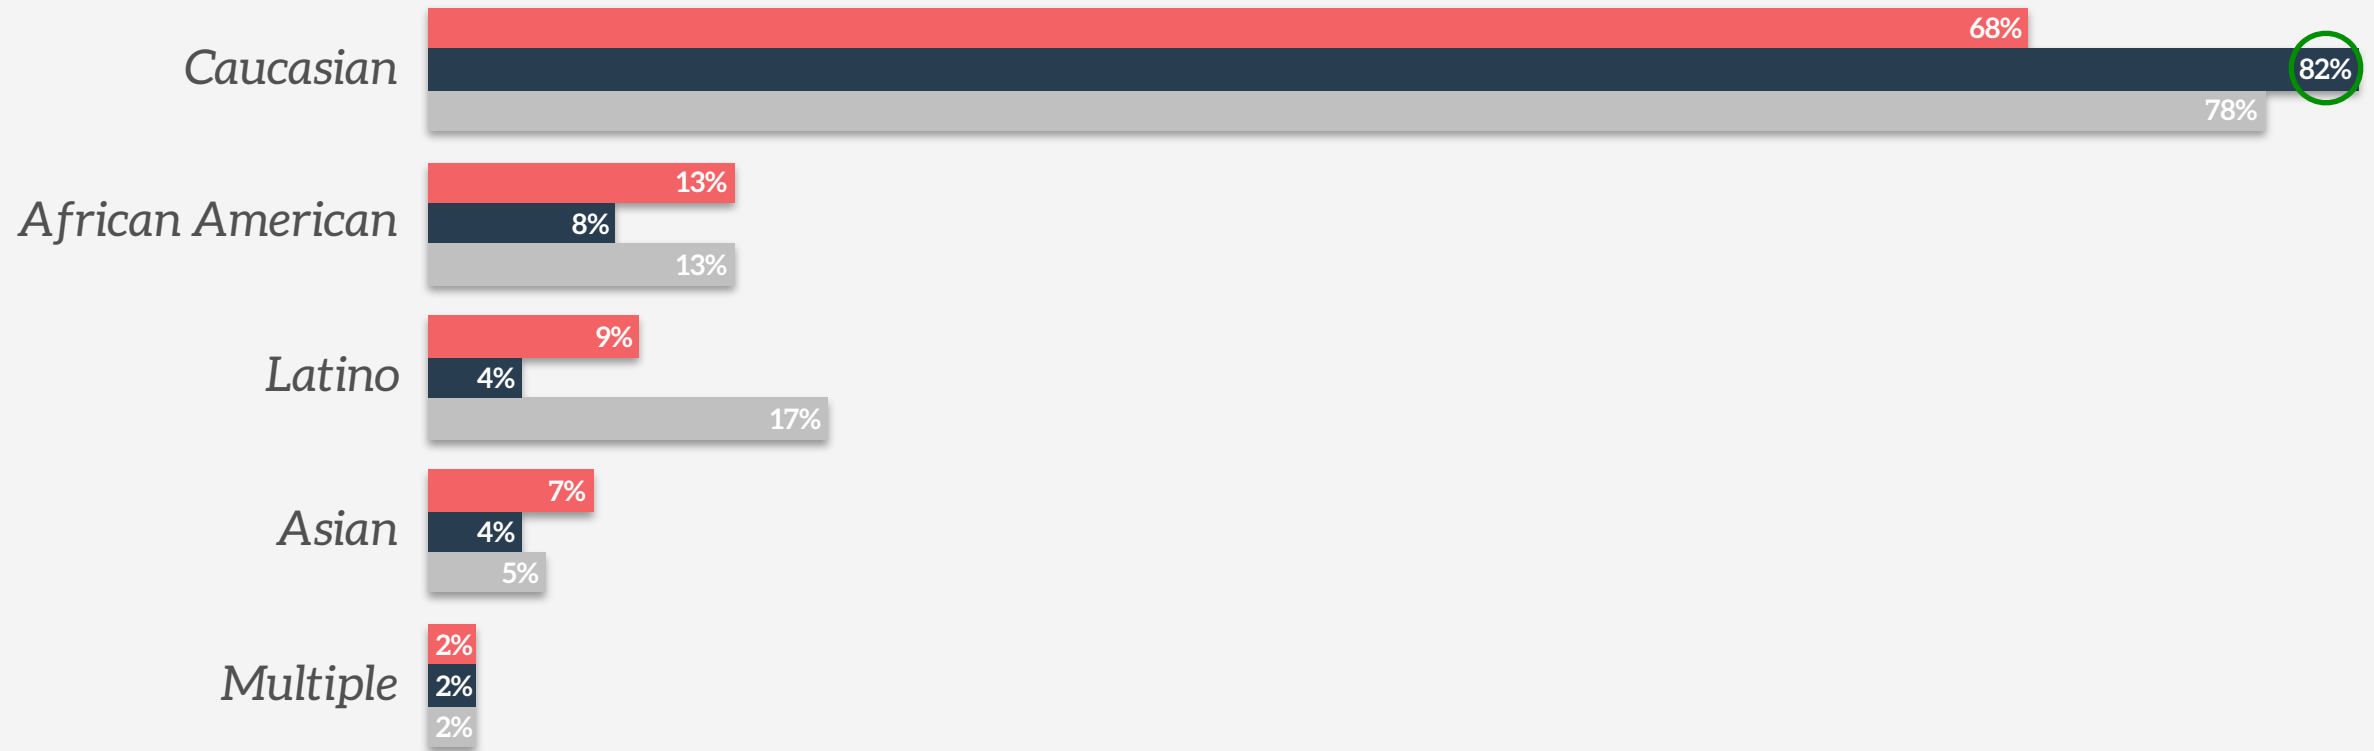 68%
Caucasian 82%
78%
13%
African American 8%
13%
9%
Latino 4%
17%
7%
Asian 4%
5%
2%
Multiple 2%
2%